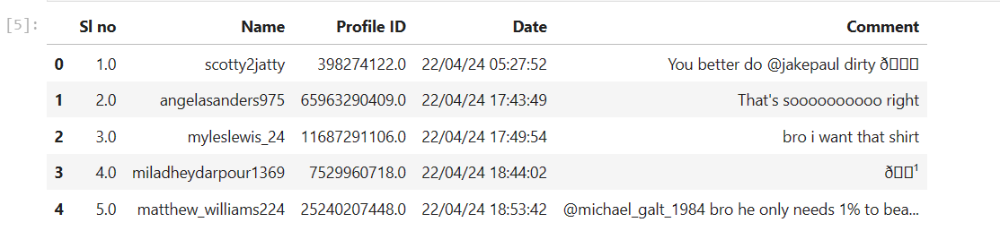 [5]:
Sl no Name Profile ID Date Comment
0 1.0 scotty2jatty 398274122.0 22/04/24 05:27:52 You better do @jakepaul dirty ð
1 2.0 angelasanders975 65963290409.0 22/04/24 17:43:49 That's soooooooooo right
2 3.0 myleslewis_24 11687291106.0 22/04/24 17:49:54 bro i want that shirt
3 4.0 miladheydarpour1369 7529960718.0 22/04/24 18:44:02 ð¹
4 5.0 matthew_williams224 25240207448.0 22/04/24 18:53:42 @michael_galt_1984 bro he only needs 1% to bea...